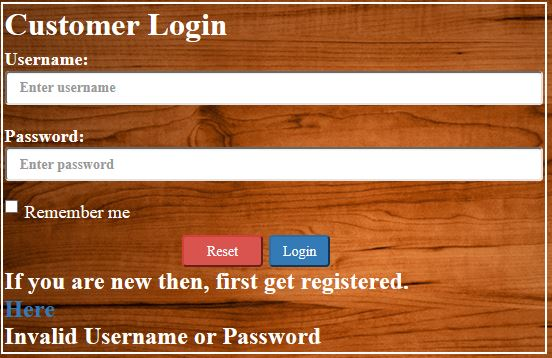 Customer Login
Username:
Enter username
Password:
Enter password
Remember me
Reset Login
If you are new then, first get registered.
Here
Invalid Username or Password